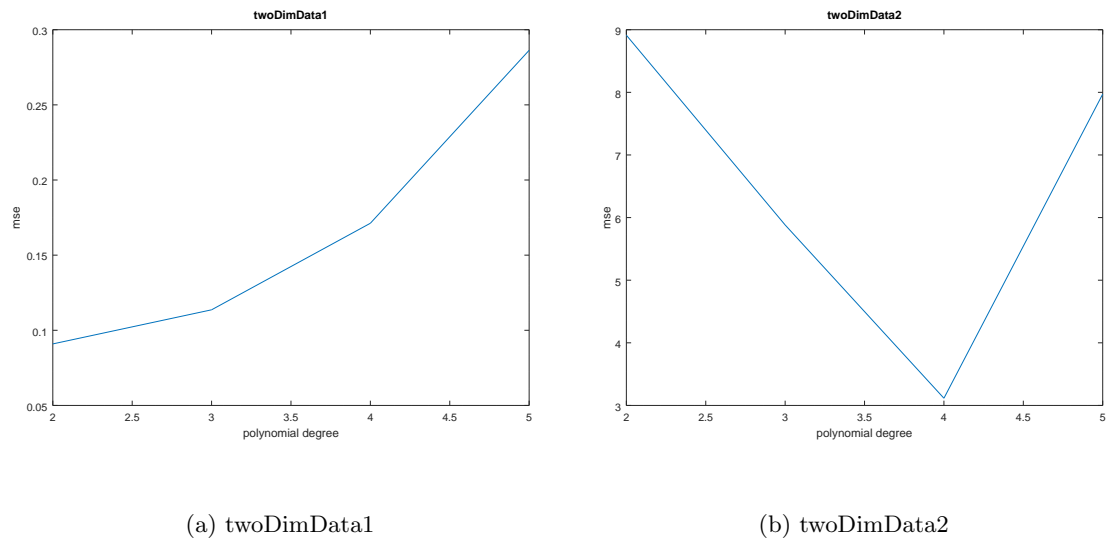 twoDimData1
0.3
0.25
0.2
0.15
0.1
0.05
mse
2 2.5 3 3.5 4 4.5 5
polynomial degree
(a) twoDimData1
twoDimData2
9
8
7
6
5
4
3
mse
2 2.5 3 3.5 4 4.5 5
polynomial degree
(b) twoDimData2